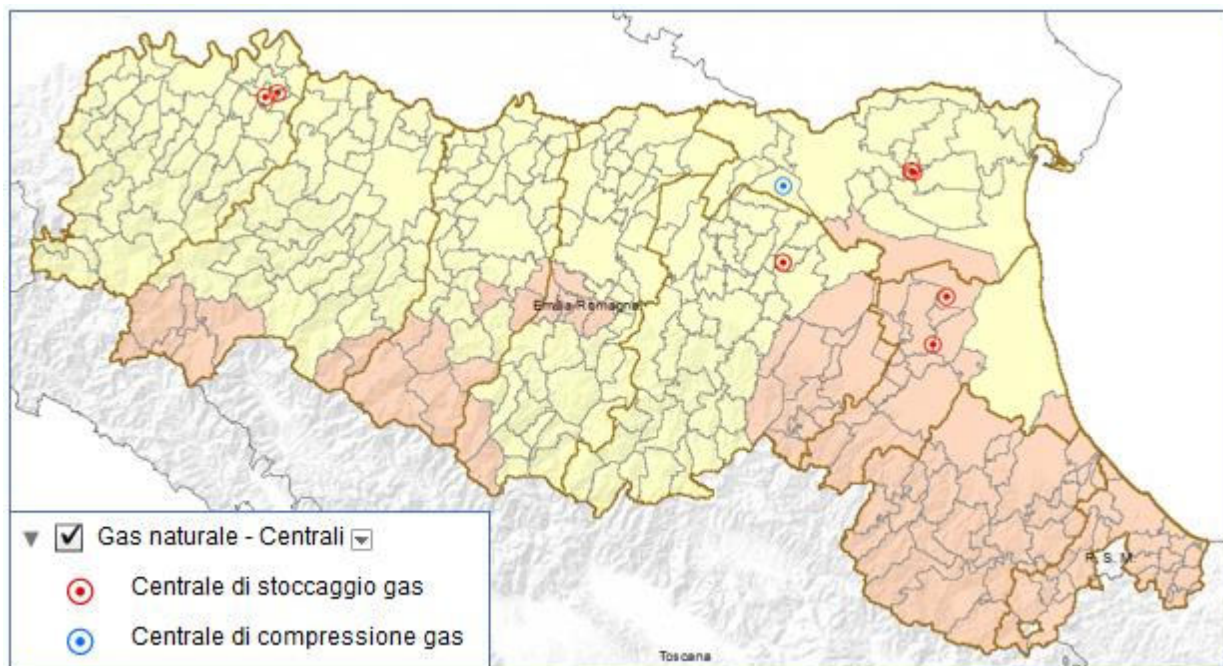 Emilia-Romagna
R. S. M.
Gas naturale - Centrali
Centrale di stoccaggio gas
Centrale di compressione gas
Toscana